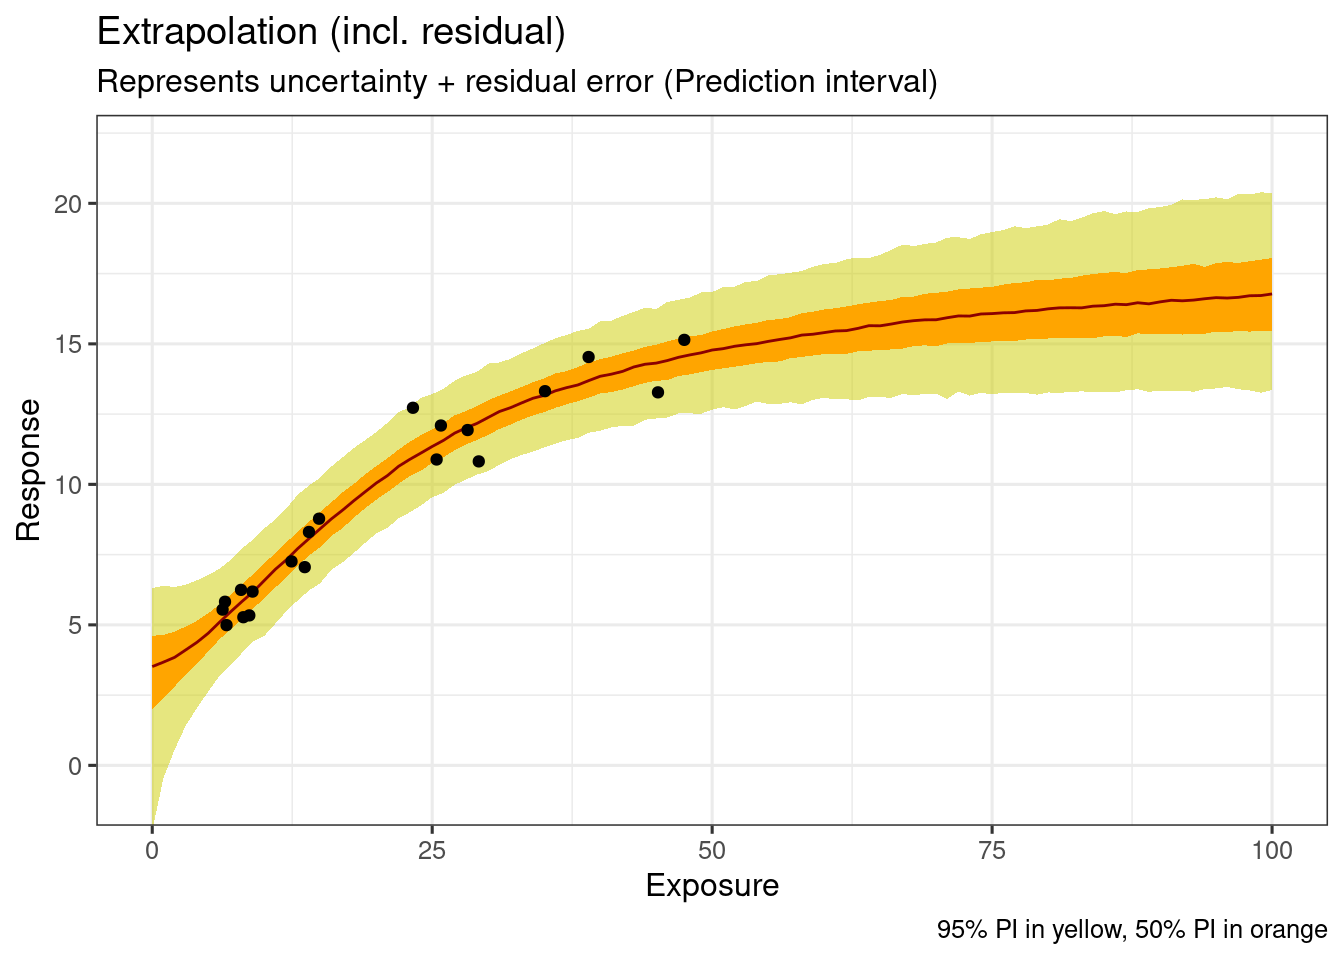 Extrapolation (incl. residual)
Represents uncertainty + residual error (Prediction interval)
20
15
10
5
0
Response
0 25 50 75 100
Exposure
95% PI in yellow, 50% PI in orange